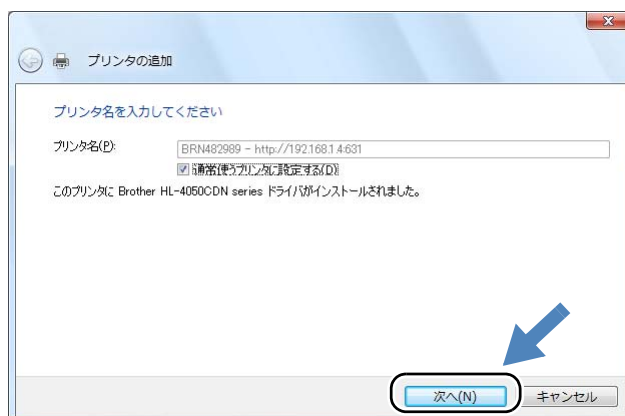 プリンタの追加
プリンタ名を入力してください
プリンタ名(P): BRN482989 - http://192.168.1.4:631
通常使うプリンタに設定する(D)
このプリンタに Brother HL-4050CDN series ドライバがインストールされました。
次へ(N) キャンセル